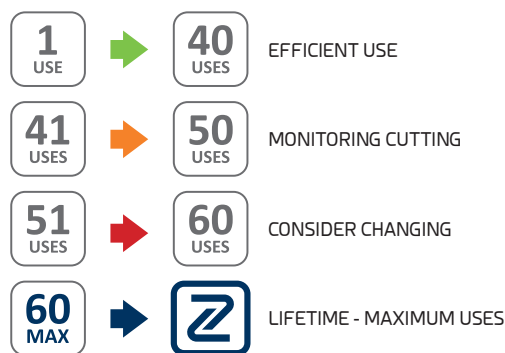 1 USE 40 USES EFFICIENT USE
41 USES 50 USES MONITORING CUTTING
51 USES 60 USES CONSIDER CHANGING
60 MAX Z LIFETIME - MAXIMUM USES